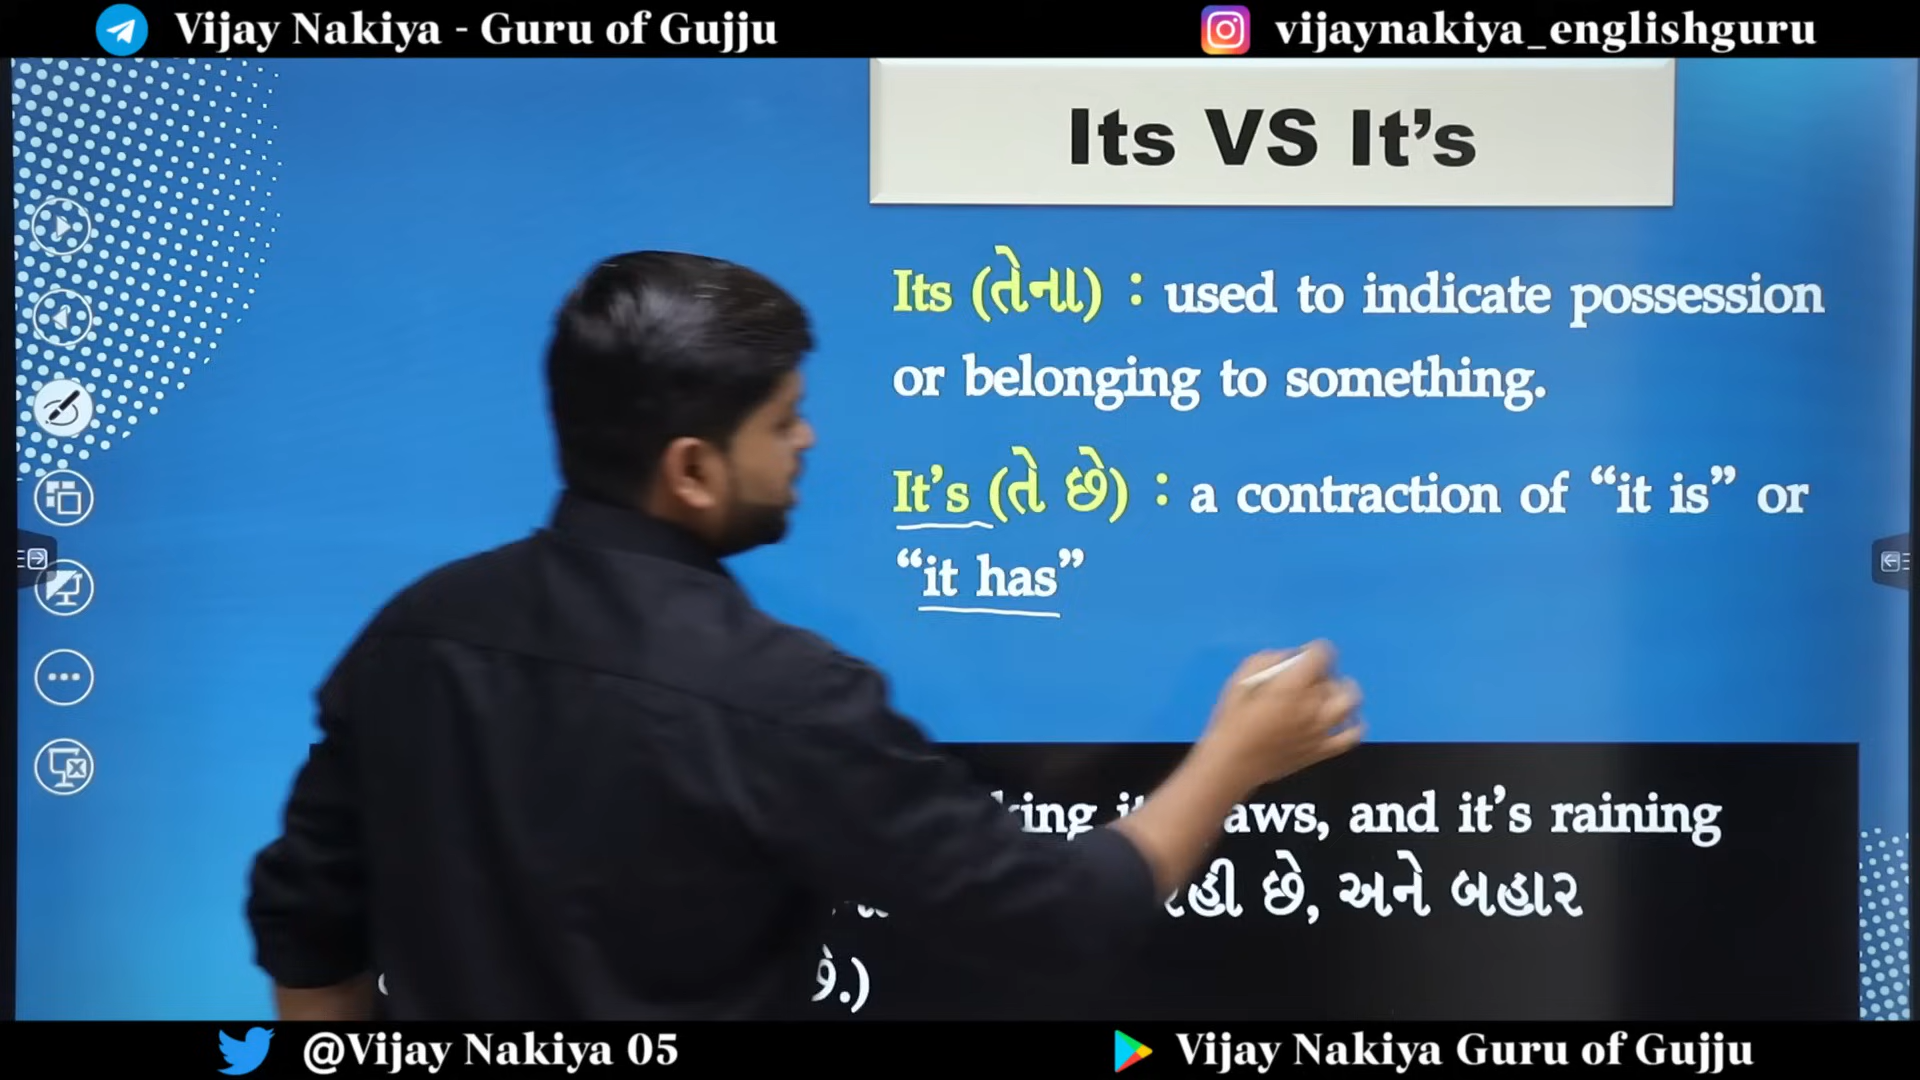 Vijay Nakiya - Guru of Gujju
vijaynakiya_englishguru
Its VS It’s
Its (તેના) : used to indicate possession
or belonging to something.
It’s (તે છે) : a contraction of “it is” or
“it has”
and it’s raining
છે, અને બહાર
@Vijay Nakiya 05
Vijay Nakiya Guru of Gujju